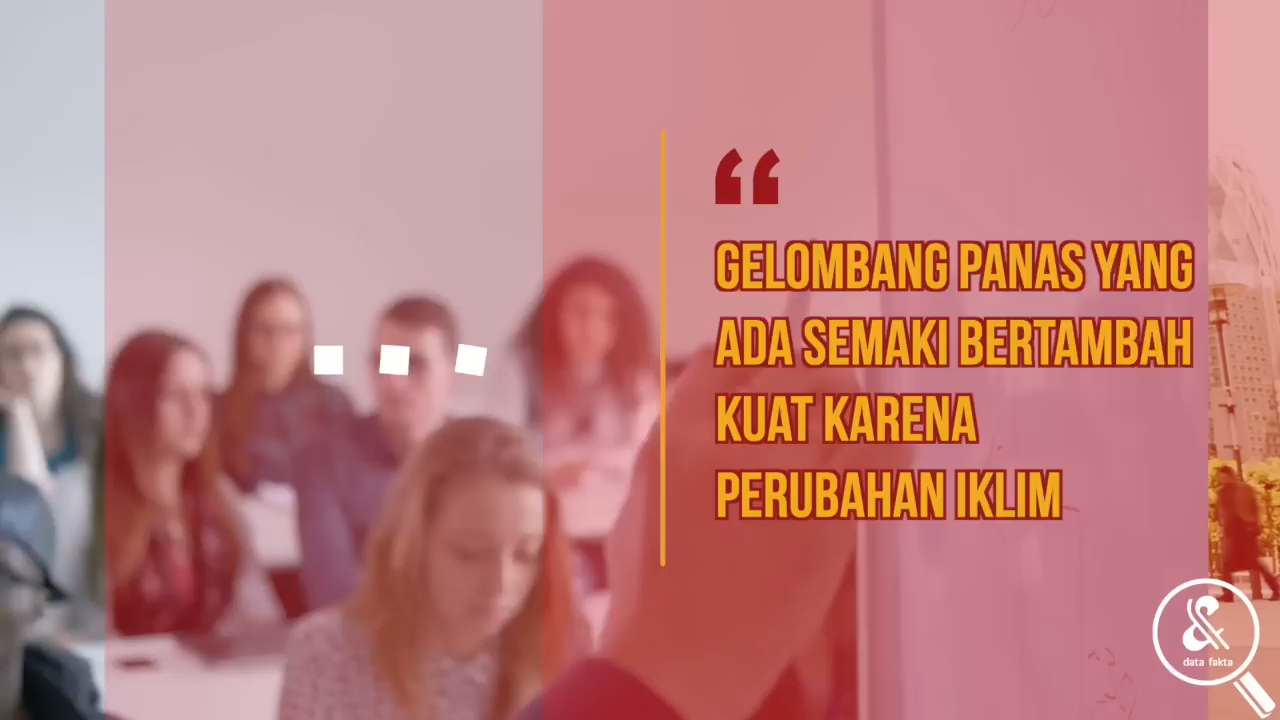 “
GELOMBANG PANAS YANG
ADA SEMAKI BERTAMBAH
KUAT KARENA
PERUBAHAN IKLIM
&
data fakta